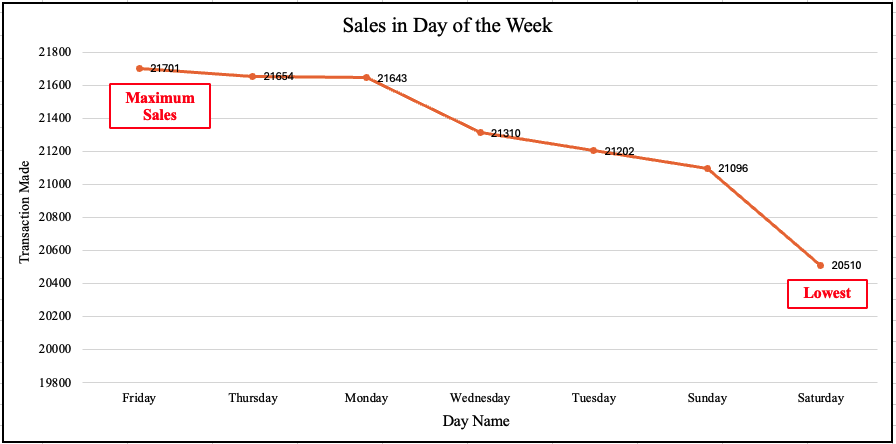 Sales in Day of the Week
21800
21600
21400
21200
21000
20800
20600
20400
20200
20000
19800
Transaction Made
21701
21654
21643
21310
21202
21096
20510
Maximum
Sales
Lowest
Friday
Thursday
Monday
Wednesday
Tuesday
Sunday
Saturday
Day Name